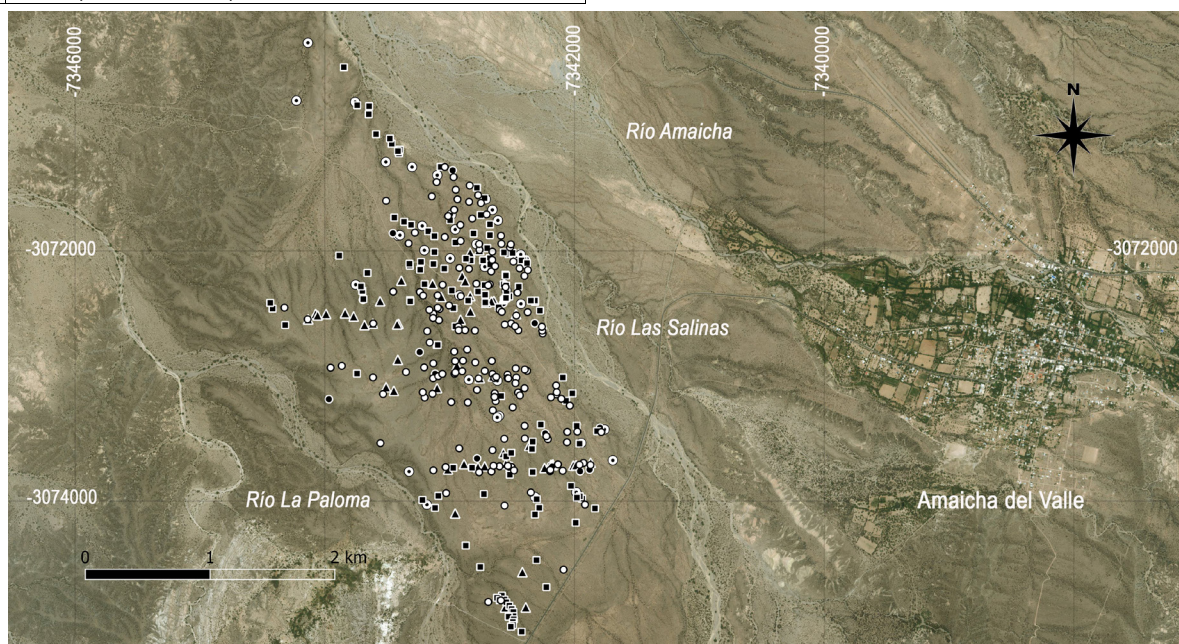 -7346000
-7342000
-7340000
N
Río Amaicha
-3072000
-3072000
Río Las Salinas
-3074000
Río La Paloma
Amaicha del Valle
0 1 2 km